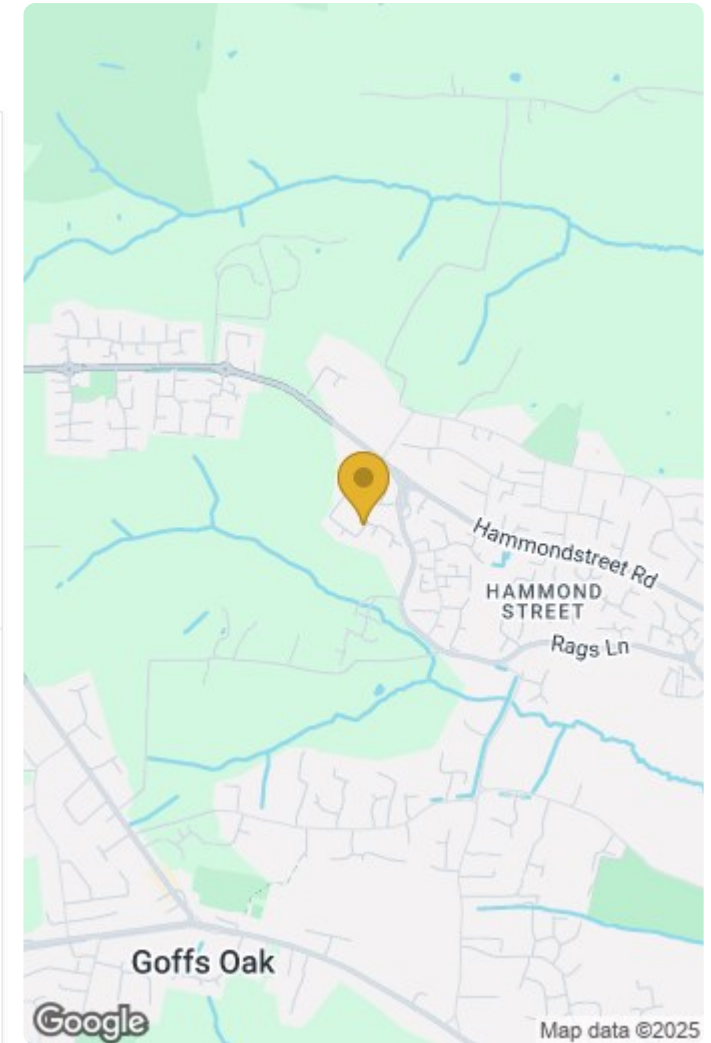 Hammondstreet Rd
HAMMOND
STREET
Rags Ln
Goffs Oak
Google
Map data ©2025